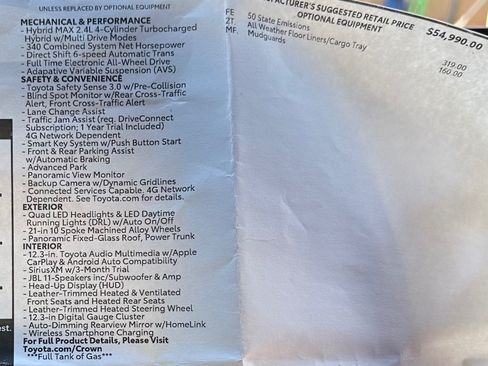 UNLESS REPLACED BY OPTIONAL EQUIPMENT
MECHANICAL & PERFORMANCE
- Hybrid MAX 2.4L 4-Cylinder Turbocharged
Hybrid w/Multi Drive Modes
- 340 Combined System Net Horsepower
- Direct Shift 6-speed Automatic Trans
- Full Time Electronic All-Wheel Drive
- Adapative Variable Suspension (AVS)
SAFETY & CONVENIENCE
- Toyota Safety Sense 3.0 w/Pre-Collision
- Blind Spot Monitor w/Rear Cross-Traffic
Alert, Front Cross-Traffic Alert
- Lane Change Assist
- Traffic Jam Assist (req. DriveConnect
Subscription; 1 Year Trial Included)
4G Network Dependent
- Smart Key System w/Push Button Start
- Front & Rear Parking Assist
w/Automatic Braking
- Advanced Park
- Panoramic View Monitor
- Backup Camera w/Dynamic Gridlines
- Connected Services Capable. 4G Network
Dependent. See Toyota.com for details.
EXTERIOR
- Quad LED Headlights & LED Daytime
Running Lights (DRL) w/Auto On/Off
- 21-in 10 Spoke Machined Alloy Wheels
- Panoramic Fixed-Glass Roof, Power Trunk
INTERIOR
- 12.3-in. Toyota Audio Multimedia w/Apple
CarPlay & Android Auto Compatibility
- SiriusXM w/3-Month Trial
- JBL 11-Speakers inc/Subwoofer & Amp
- Head-Up Display (HUD)
- Leather-Trimmed Heated & Ventilated
Front Seats and Heated Rear Seats
- Leather-Trimmed Heated Steering Wheel
- 12.3-in Digital Gauge Cluster
- Auto-Dimming Rearview Mirror w/HomeLink
- Wireless Smartphone Charging
For Full Product Details, Please Visit
Toyota.com/Crown
***Full Tank of Gas***
MANUFACTURER'S SUGGESTED RETAIL PRICE $54,990.00
OPTIONAL EQUIPMENT
FE 50 State Emissions
2T. All Weather Floor Liners/Cargo Tray 319.00
MF. Mudguards 160.00
est.